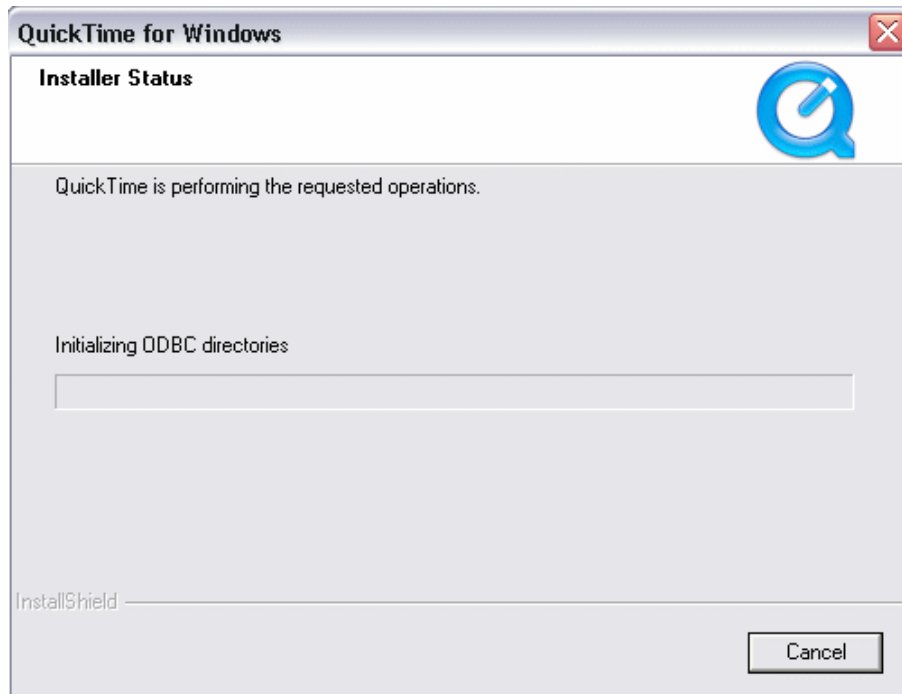 QuickTime for Windows
Installer Status
QuickTime is performing the requested operations.
Initializing ODBC directories
InstallShield
Cancel